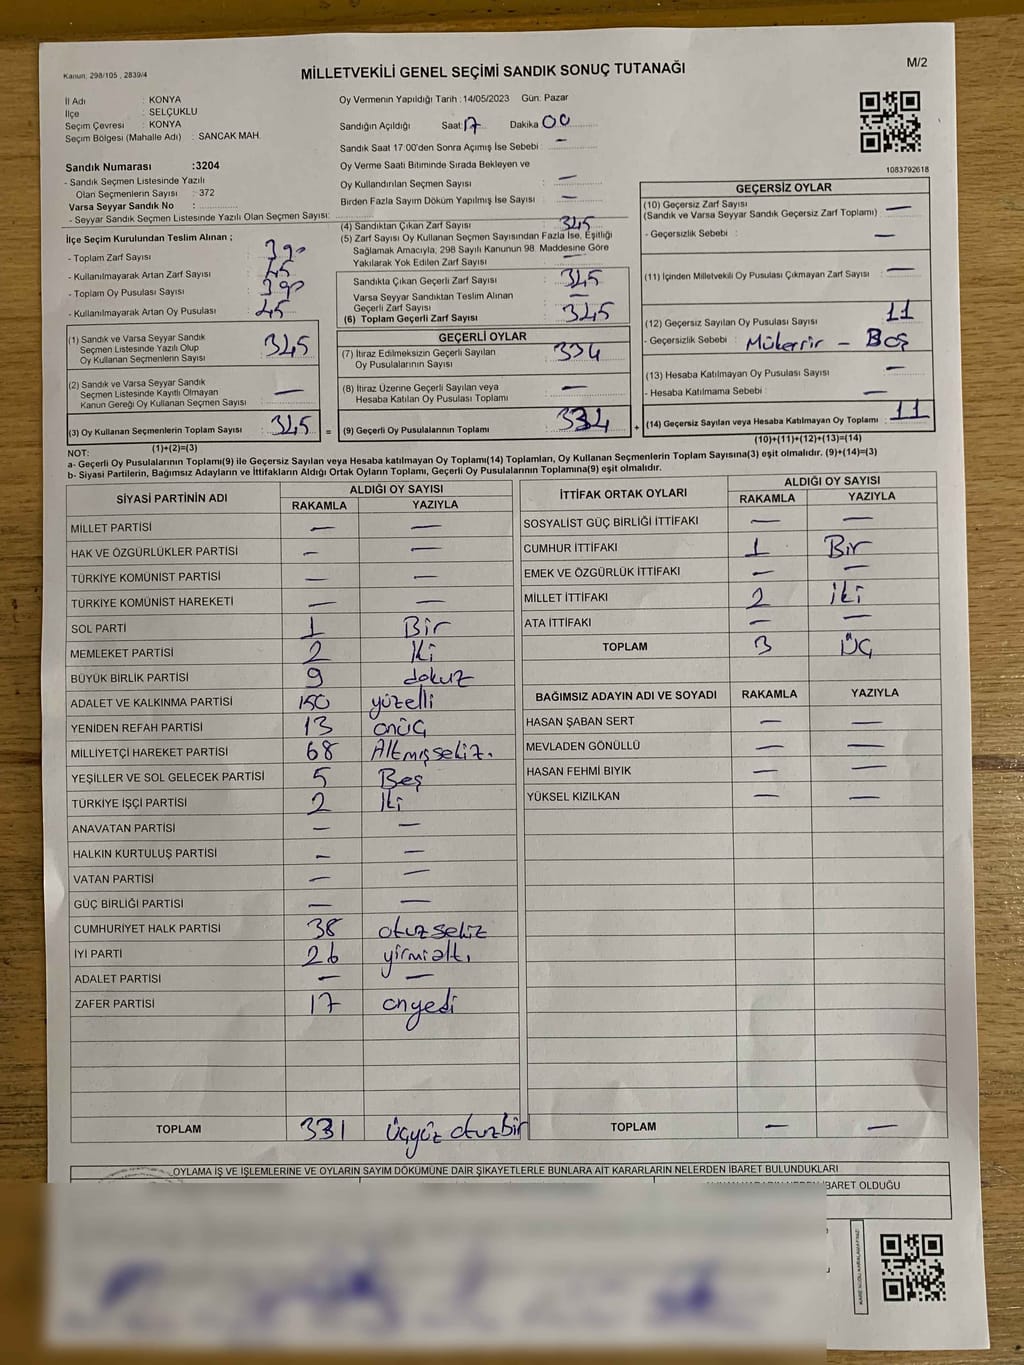 Kanun, 298/105 , 2839/4
MİLLETVEKİLİ GENEL SEÇİMİ SANDIK SONUÇ TUTANAĞI
M/2
İl Adı : KONYA
İlçe : SELÇUKLU
Seçim Çevresi : KONYA
Seçim Bölgesi (Mahalle Adı) : SANCAK MAH.
Sandık Numarası :3204
- Sandık Seçmen Listesinde Yazılı
Olan Seçmenlerin Sayısı : 372
Varsa Seyyar Sandık No :
- Seyyar Sandık Seçmen Listesinde Yazılı Olan Seçmen Sayısı:
Oy Vermenin Yapıldığı Tarih :14/05/2023 Gün: Pazar
Sandığın Açıldığı Saat: 17 Dakika 00
Sandık Saat 17:00'den Sonra Açımış İse Sebebi : —
Oy Verme Saati Bitiminde Sırada Bekleyen ve
Oy Kullandırılan Seçmen Sayısı : —
Birden Fazla Sayım Döküm Yapılmış İse Sayısı : —
1083792618
İlçe Seçim Kurulundan Teslim Alınan ;
- Toplam Zarf Sayısı : 390
- Kullanılmayarak Artan Zarf Sayısı : 45
- Toplam Oy Pusulası Sayısı : 390
- Kullanılmayarak Artan Oy Pusulası : 45
(1) Sandık ve Varsa Seyyar Sandık
Seçmen Listesinde Yazılı Olup
Oy Kullanan Seçmenlerin Sayısı : 345
(2) Sandık ve Varsa Seyyar Sandık
Seçmen Listesinde Kayıtlı Olmayan
Kanun Gereği Oy Kullanan Seçmen Sayısı : —
(3) Oy Kullanan Seçmenlerin Toplam Sayısı : 345 =
(1)+(2)=(3)
(4) Sandıktan Çıkan Zarf Sayısı : 345
(5) Zarf Sayısı Oy Kullanan Seçmen Sayısından Fazla İse, Eşitliği
Sağlamak Amacıyla, 298 Sayılı Kanunun 98. Maddesine Göre
Yakılarak Yok Edilen Zarf Sayısı : —
Sandıkta Çıkan Geçerli Zarf Sayısı : 345
Varsa Seyyar Sandıktan Teslim Alınan
Geçerli Zarf Sayısı : —
(6) Toplam Geçerli Zarf Sayısı : 345
GEÇERLİ OYLAR
(7) İtiraz Edilmeksizin Geçerli Sayılan
Oy Pusulalarının Sayısı : 334
(8) İtiraz Üzerine Geçerli Sayılan veya
Hesaba Katılan Oy Pusulası Toplamı : —
(9) Geçerli Oy Pusulalarının Toplamı : 334 +
GEÇERSİZ OYLAR
(10) Geçersiz Zarf Sayısı
(Sandık ve Varsa Seyyar Sandık Geçersiz Zarf Toplamı) : —
- Geçersizlik Sebebi : —
(11) İçinden Milletvekili Oy Pusulası Çıkmayan Zarf Sayısı : —
(12) Geçersiz Sayılan Oy Pusulası Sayısı : 11
- Geçersizlik Sebebi : Mükerrir – Boş
(13) Hesaba Katılmayan Oy Pusulası Sayısı : —
- Hesaba Katılmama Sebebi : —
(14) Geçersiz Sayılan veya Hesaba Katılmayan Oy Toplamı : 11
(10)+(11)+(12)+(13)=(14)
NOT:
a- Geçerli Oy Pusulalarının Toplamı(9) ile Geçersiz Sayılan veya Hesaba katılmayan Oy Toplamı(14) Toplamları, Oy Kullanan Seçmenlerin Toplam Sayısına(3) eşit olmalıdır. (9)+(14)=(3)
b- Siyasi Partilerin, Bağımsız Adayların ve İttifakların Aldığı Ortak Oyların Toplamı, Geçerli Oy Pusulalarının Toplamına(9) eşit olmalıdır.
SİYASİ PARTİNİN ADI ALDIĞI OY SAYISI
RAKAMLA YAZIYLA
MİLLET PARTİSİ — —
HAK VE ÖZGÜRLÜKLER PARTİSİ — —
TÜRKİYE KOMÜNİST PARTİSİ — —
TÜRKİYE KOMÜNİST HAREKETİ — —
SOL PARTİ 1 Bir
MEMLEKET PARTİSİ 2 İki
BÜYÜK BİRLİK PARTİSİ 9 dokuz
ADALET VE KALKINMA PARTİSİ 150 yüzelli
YENİDEN REFAH PARTİSİ 13 onüç
MİLLİYETÇİ HAREKET PARTİSİ 68 Altmışsekiz.
YEŞİLLER VE SOL GELECEK PARTİSİ 5 Beş
TÜRKİYE İŞÇİ PARTİSİ 2 İki
ANAVATAN PARTİSİ — —
HALKIN KURTULUŞ PARTİSİ — —
VATAN PARTİSİ — —
GÜÇ BİRLİĞİ PARTİSİ — —
CUMHURİYET HALK PARTİSİ 38 otuzsekiz
İYİ PARTİ 26 yirmialtı
ADALET PARTİSİ — —
ZAFER PARTİSİ 17 onyedi
TOPLAM 331 üçyüz otuzbir
İTTİFAK ORTAK OYLARI ALDIĞI OY SAYISI
RAKAMLA YAZIYLA
SOSYALİST GÜÇ BİRLİĞİ İTTİFAKI — —
CUMHUR İTTİFAKI 1 Bir
EMEK VE ÖZGÜRLÜK İTTİFAKI — —
MİLLET İTTİFAKI 2 iki
ATA İTTİFAKI — —
TOPLAM 3 ÜÇ
BAĞIMSIZ ADAYIN ADI VE SOYADI RAKAMLA YAZIYLA
HASAN ŞABAN SERT — —
MEVLADEN GÖNÜLLÜ — —
HASAN FEHMİ BIYIK — —
YÜKSEL KIZILKAN — —
TOPLAM — —
OYLAMA İŞ VE İŞLEMLERİNE VE OYLARIN SAYIM DÖKÜMÜNE DAİR ŞİKAYETLERLE BUNLARA AİT KARARLARIN NELERDEN İBARET BULUNDUKLARI
İBARET OLDUĞU